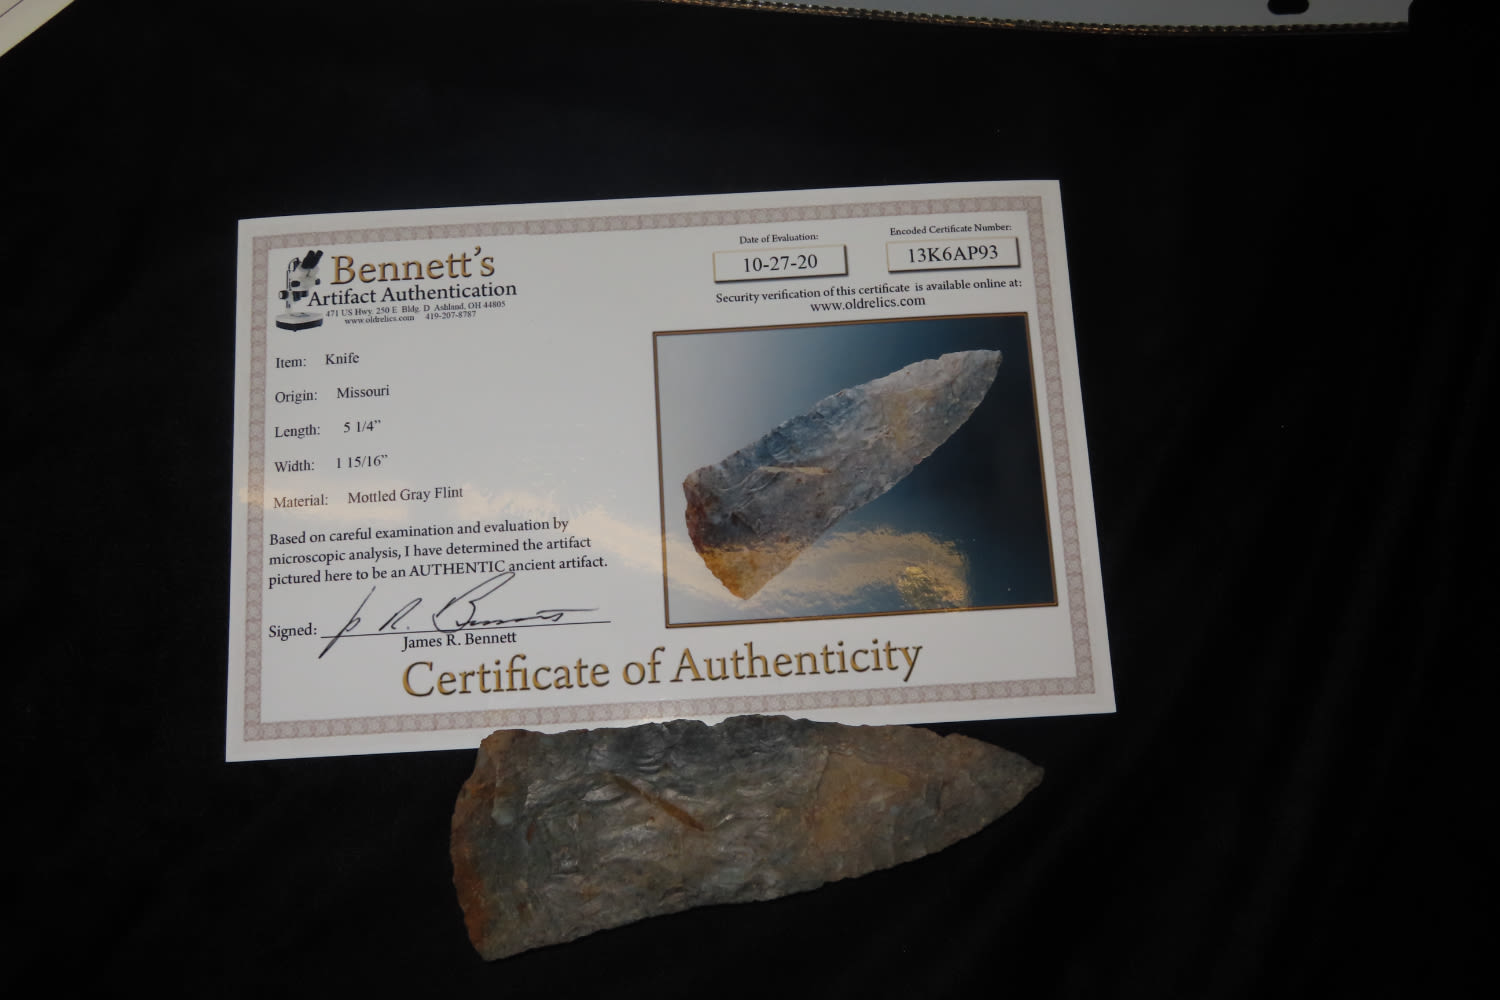 Bennett's
Artifact Authentication
471 US Hwy. 250 E Bldg. D Ashland, OH 44805
www.oldrelics.com 419-207-8787
Date of Evaluation:
10-27-20
Encoded Certificate Number:
13K6AP93
Security verification of this certificate is available online at:
www.oldrelics.com
Item: Knife
Origin: Missouri
Length: 5 1/4”
Width: 1 15/16”
Material: Mottled Gray Flint
Based on careful examination and evaluation by
microscopic analysis, I have determined the artifact
pictured here to be an AUTHENTIC ancient artifact.
Signed: J R. Bennett
James R. Bennett
Certificate of Authenticity